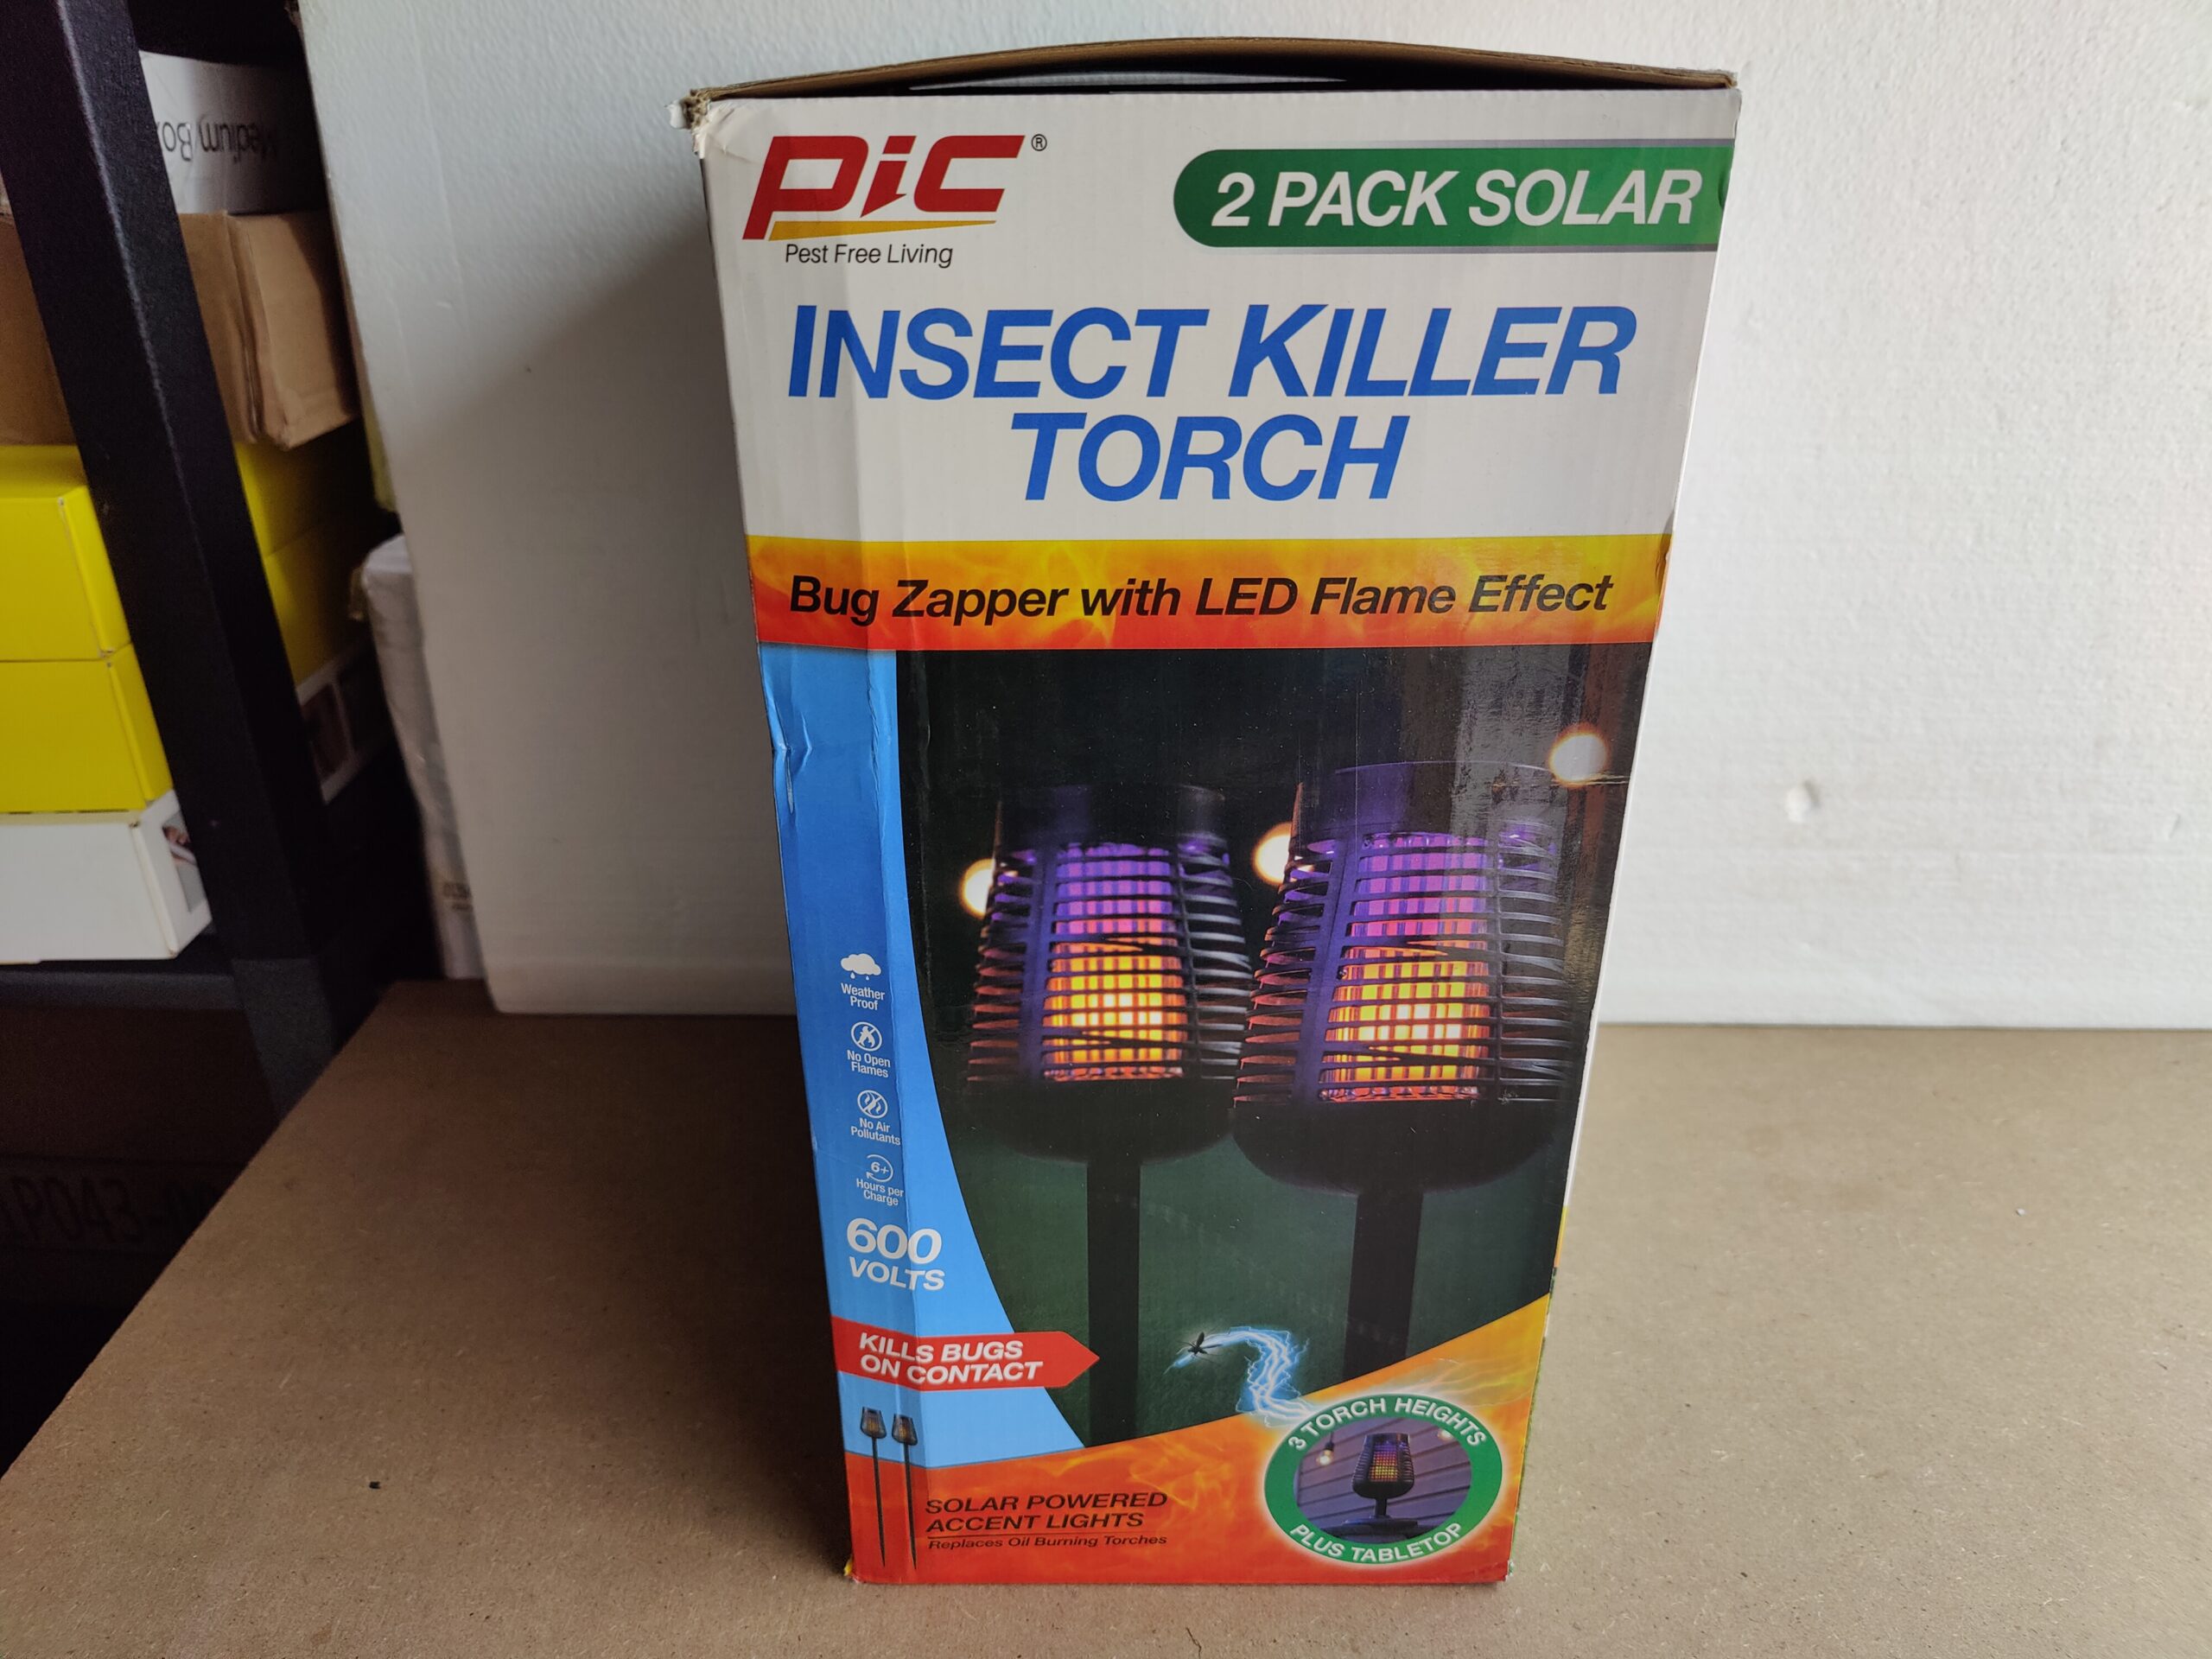 Medium Box
PiC®
Pest Free Living
2 PACK SOLAR
INSECT KILLER
TORCH
Bug Zapper with LED Flame Effect
Weather
Proof
No Open
Flames
No Air
Pollutants
6+
Hours per
Charge
600
VOLTS
KILLS BUGS
ON CONTACT
SOLAR POWERED
ACCENT LIGHTS
Replaces Oil Burning Torches
3 TORCH HEIGHTS
PLUS TABLETOP